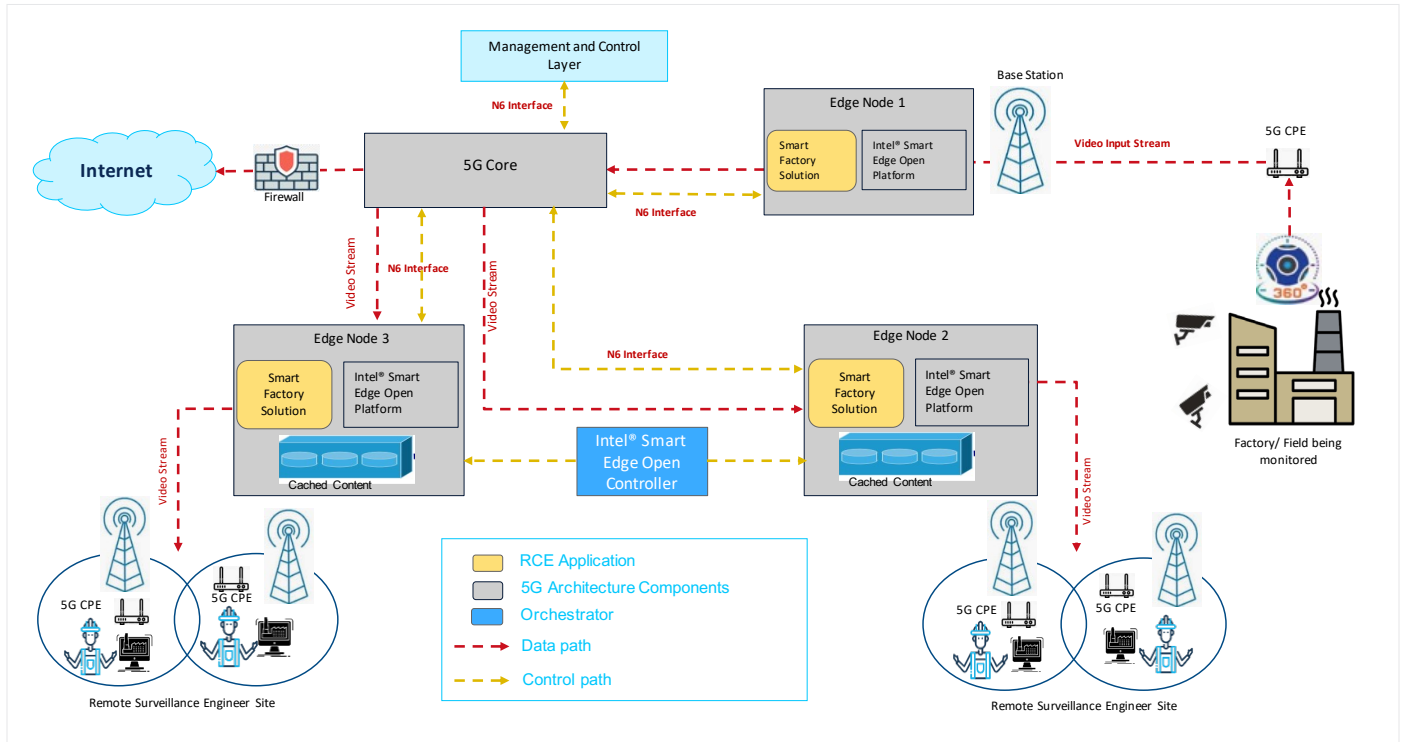 Management and Control
Layer
N6 Interface
Base Station
Edge Node 1
Smart
Factory
Solution
Intel® Smart
Edge Open
Platform
Video Input Stream
5G CPE
Internet
Firewall
5G Core
N6 Interface
360°
Video Stream
N6 Interface
Video Stream
Edge Node 3
Smart
Factory
Solution
Intel® Smart
Edge Open
Platform
Cached Content
N6 Interface
Edge Node 2
Smart
Factory
Solution
Intel® Smart
Edge Open
Platform
Cached Content
Factory/ Field being
monitored
Intel® Smart
Edge Open
Controller
Video Stream
Video Stream
RCE Application
5G Architecture Components
Orchestrator
Data path
Control path
5G CPE
5G CPE
Remote Surveillance Engineer Site
5G CPE
5G CPE
Remote Surveillance Engineer Site